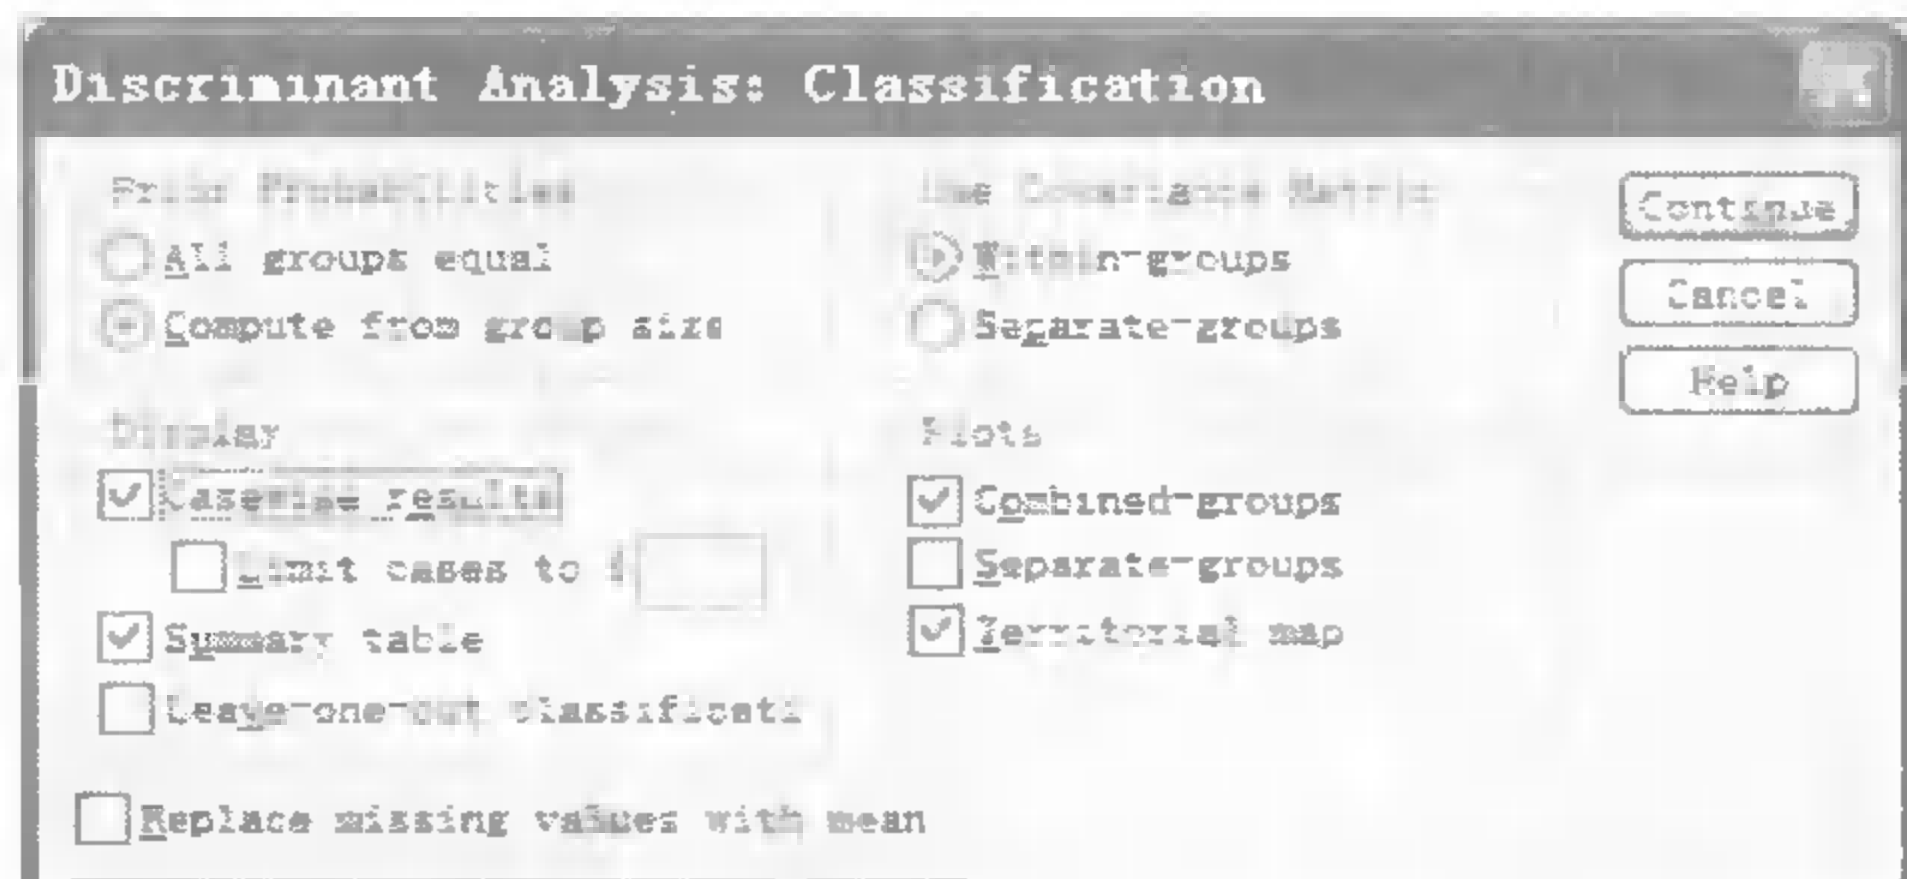 Discriminant Analysis: Classification
Prior Probabilities
All groups equal
Compute from group size
Use Covariance Matrix
Within-groups
Separate-groups
Continue
Cancel
Help
Display
Casewise results
Limit cases to
Summary table
Leave-one-out classificati
Plots
Combined-groups
Separate-groups
Territorial map
Replace missing values with mean